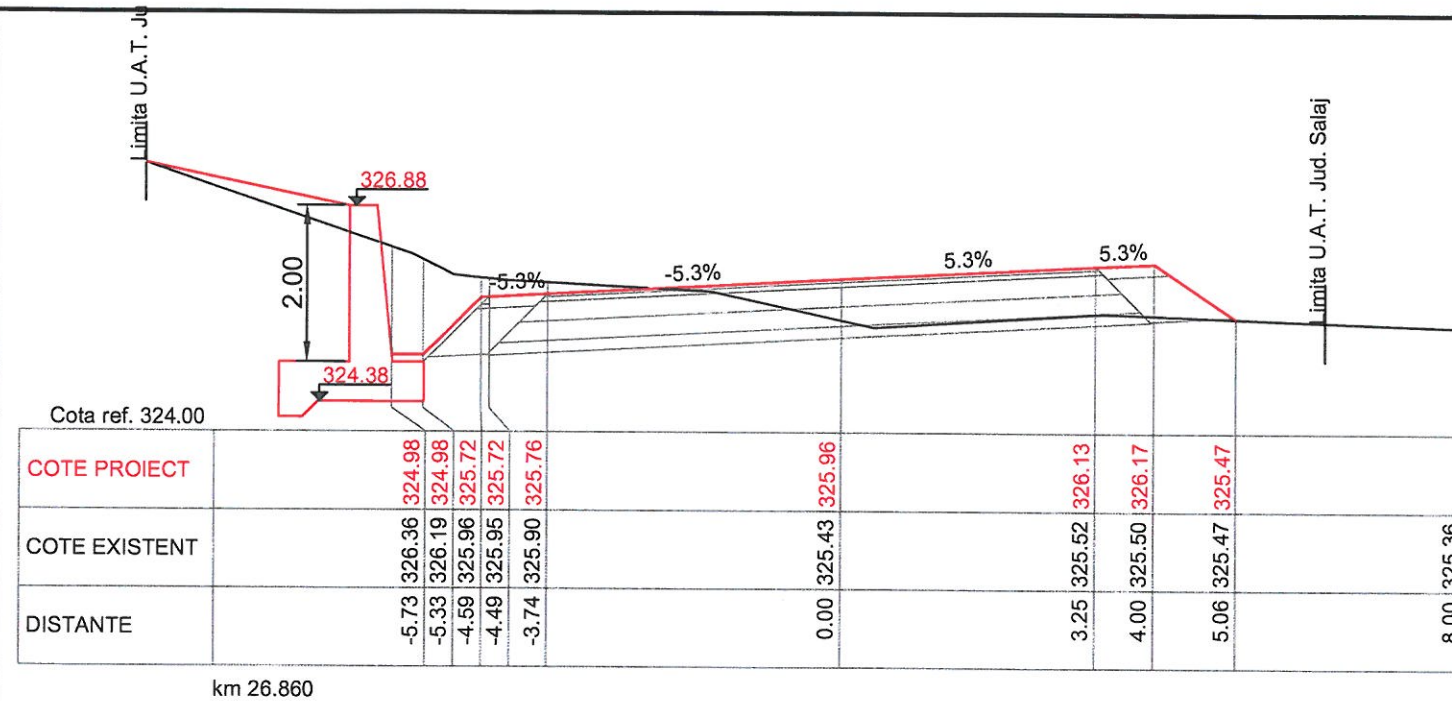 Limita U.A.T. Ju
326.88
Limita U.A.T. Jud. Salaj
2.00
-5.3%
-5.3%
5.3%
5.3%
324.38
Cota ref. 324.00
COTE PROIECT 324.98 324.98 325.72 325.72 325.76 325.96 326.13 326.17 325.47
COTE EXISTENT 326.36 326.19 325.96 325.95 325.90 325.43 325.52 325.50 325.47 325.36
DISTANTE -5.73 -5.33 -4.59 -4.49 -3.74 0.00 3.25 4.00 5.06 8.00
km 26.860